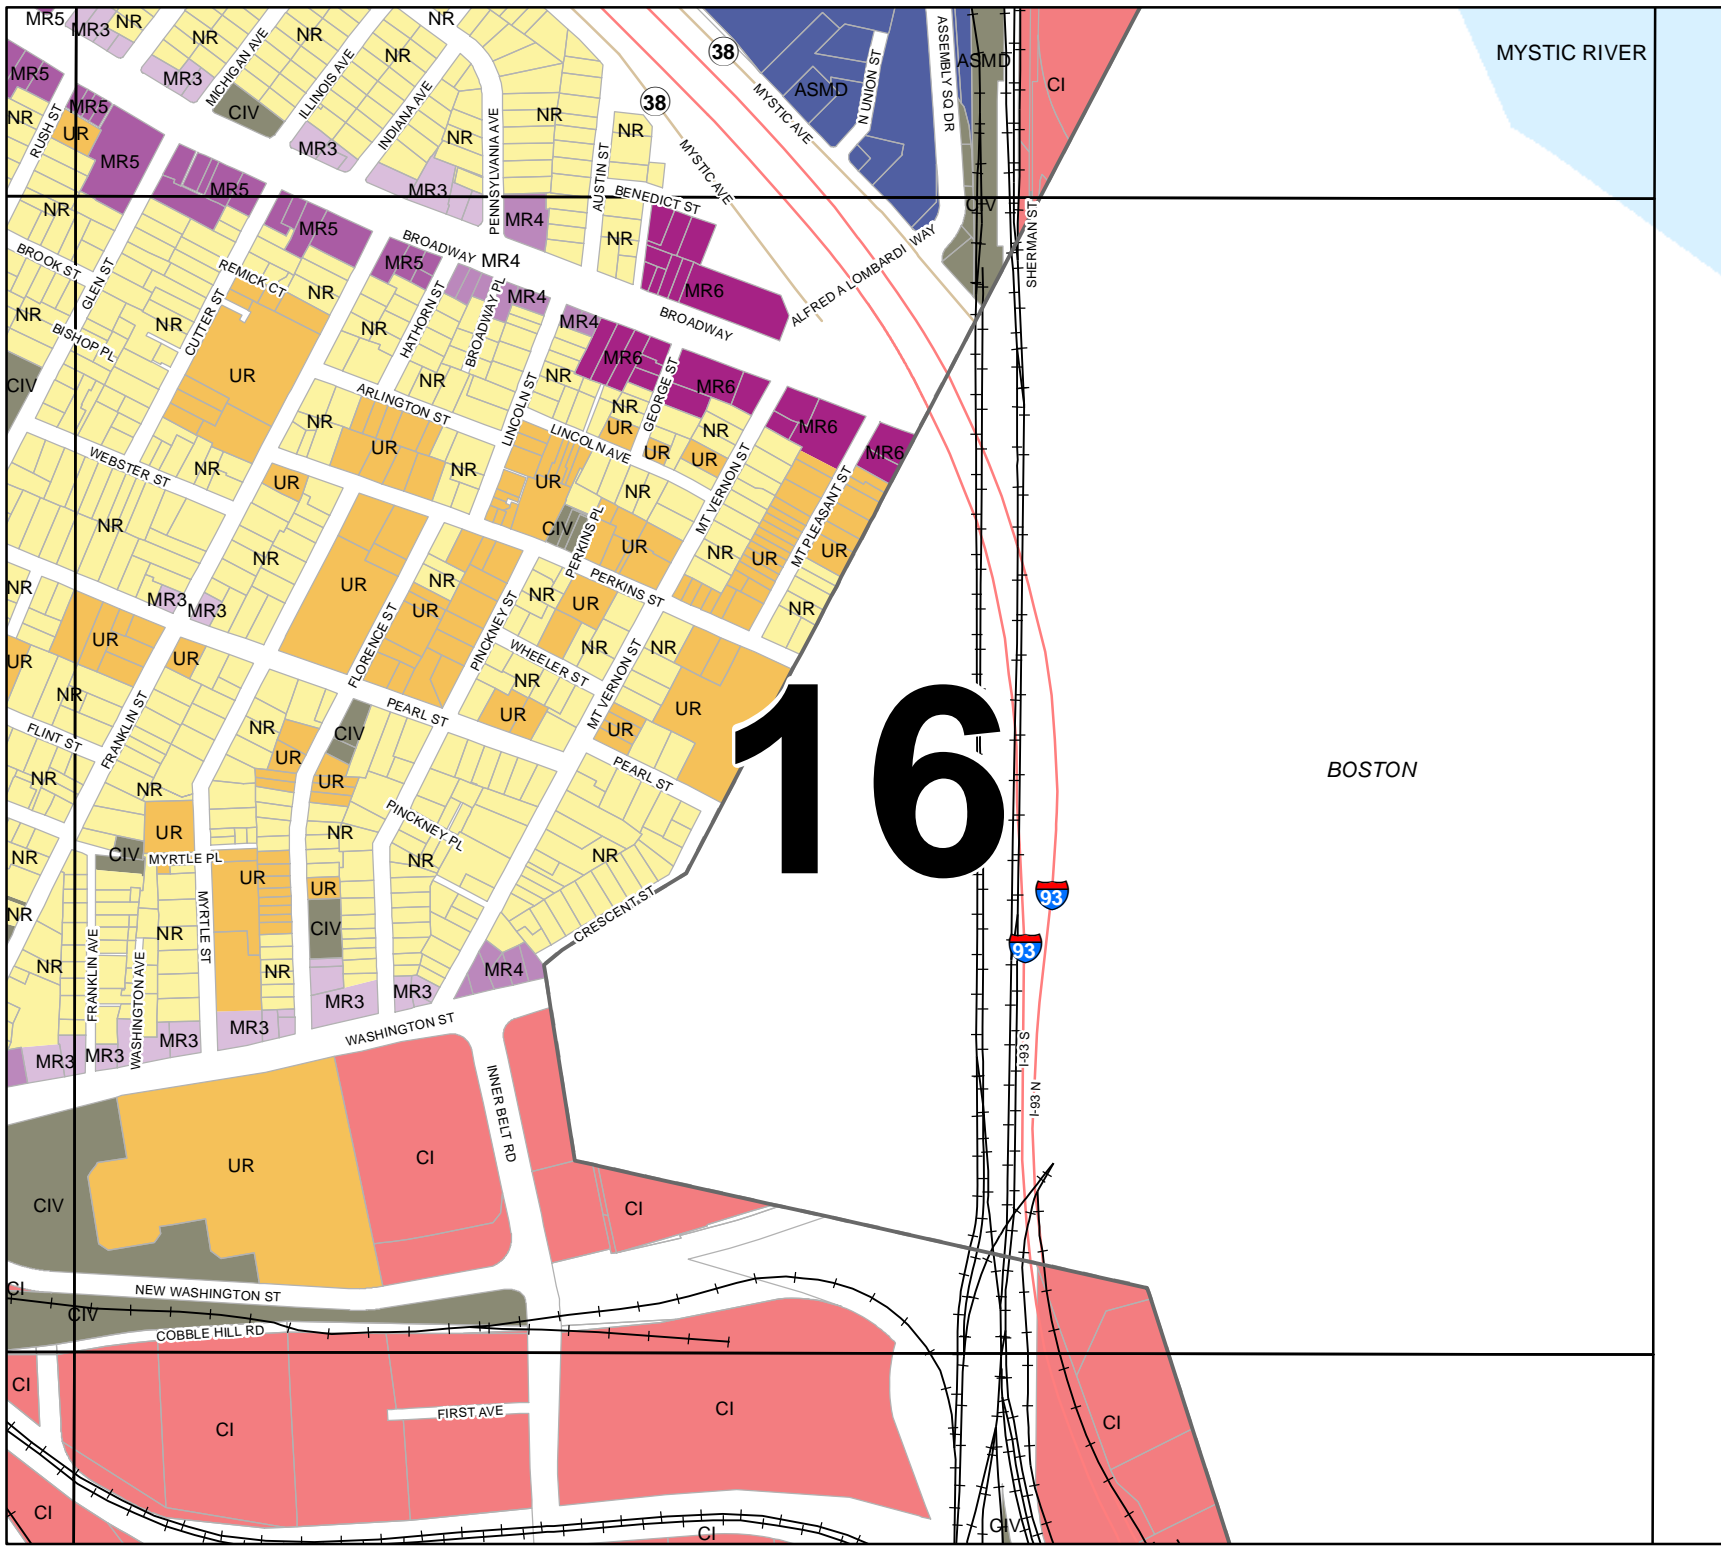 MR5
MR3
NR
NR
NR
NR
NR
MYSTIC RIVER
MR5
MR3
MICHIGAN AVE
ILLINOIS AVE
38
38
MYSTIC AVE
ASMD
N UNION ST
ASSEMBLY SQ DR
ASMD
CI
NR
RUSH ST
MR5
UR
CIV
MR3
INDIANA AVE
NR
NR
PENNSYLVANIA AVE
NR
MYSTIC AVE
MR5
MR5
MR3
MR4
AUSTIN ST
BENEDICT ST
CIV
SHERMAN ST
NR
MR5
BROADWAY
MR4
NR
BROOK ST
GLEN ST
REMICK CT
NR
MR5
MR4
MR6
ALFRED A LOMBARDI WAY
NR
BISHOP PL
NR
CUTTER ST
NR
HATHORN ST
BROADWAY PL
MR4
BROADWAY
CIV
UR
NR
NR
MR6
GEORGE ST
MR6
ARLINGTON ST
LINCOLN ST
NR
NR
UR
LINCOLN AVE
NR
UR
UR
MR6
MR6
WEBSTER ST
NR
UR
UR
NR
UR
NR
MT VERNON ST
MT PLEASANT ST
NR
CIV
PERKINS PL
UR
NR
UR
UR
NR
NR
UR
NR
PERKINS ST
NR
MR3
MR3
UR
FLORENCE ST
UR
PINCKNEY ST
NR
UR
NR
NR
UR
UR
WHEELER ST
MT VERNON ST
NR
NR
UR
UR
UR
16
FRANKLIN ST
PEARL ST
FLINT ST
NR
CIV
UR
PEARL ST
BOSTON
NR
NR
UR
UR
PINCKNEY PL
NR
NR
CIV
MYRTLE PL
NR
NR
UR
UR
CIV
93
93
NR
NR
MYRTLE ST
CRESCENT ST
NR
FRANKLIN AVE
WASHINGTON AVE
NR
MR4
MR3
MR3
MR3
MR3
MR3
MR3
WASHINGTON ST
INNER BELT RD
I-93 S
I-93 N
UR
CI
CIV
CI
CI
NEW WASHINGTON ST
CIV
COBBLE HILL RD
CI
FIRST AVE
CI
CI
CI
CI
CI
CIV